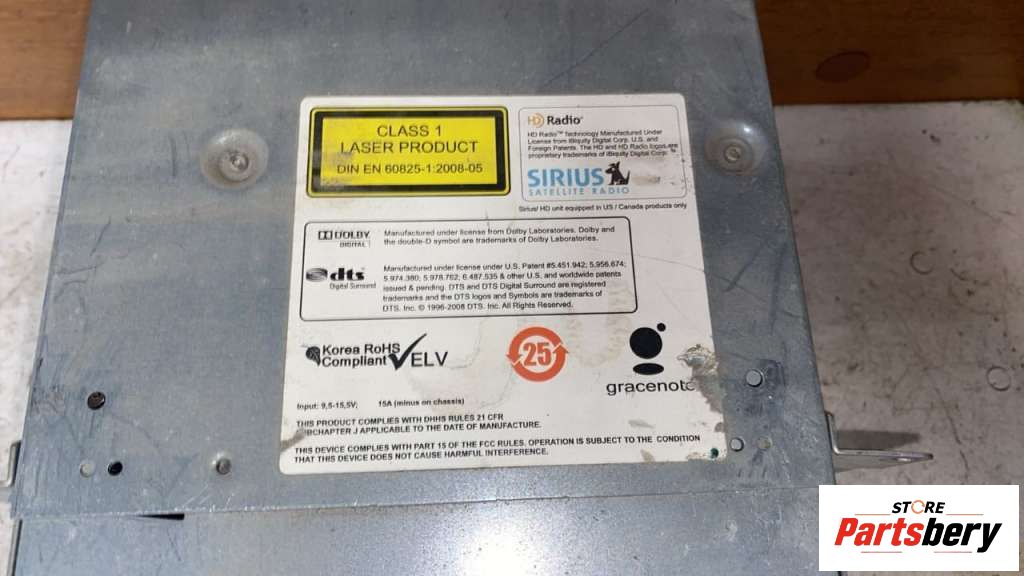 CLASS 1
LASER PRODUCT
DIN EN 60825-1:2008-05
HD Radio
HD Radio™ Technology Manufactured Under
License from iBiquity Digital Corp. U.S. and
Foreign Patents. The HD and HD Radio logos are
proprietary trademarks of iBiquity Digital Corp.
SIRIUS
SATELLITE RADIO
Sirius/ HD unit equipped in US / Canada products only
DOLBY
DIGITAL
Manufactured under license from Dolby Laboratories. Dolby and
the double-D symbol are trademarks of Dolby Laboratories.
dts
Digital Surround
Manufactured under license under U.S. Patent #5.451.942; 5,956.674;
5.974.380; 5.978.762; 6.487.535 & other U.S. and worldwide patents
issued & pending. DTS and DTS Digital Surround are registered
trademarks and the DTS logos and Symbols are trademarks of
DTS. Inc. © 1996-2008 DTS. Inc. All Rights Reserved.
Korea RoHS
Compliant
ELV
25
gracenote
Input: 9,5-15,5V; 15A (minus on chassis)
THIS PRODUCT COMPLIES WITH DHHS RULES 21 CFR
SUBCHAPTER J APPLICABLE TO THE DATE OF MANUFACTURE.
THIS DEVICE COMPLIES WITH PART 15 OF THE FCC RULES. OPERATION IS SUBJECT TO THE CONDITION
THAT THIS DEVICE DOES NOT CAUSE HARMFUL INTERFERENCE.
STORE
Partsbery